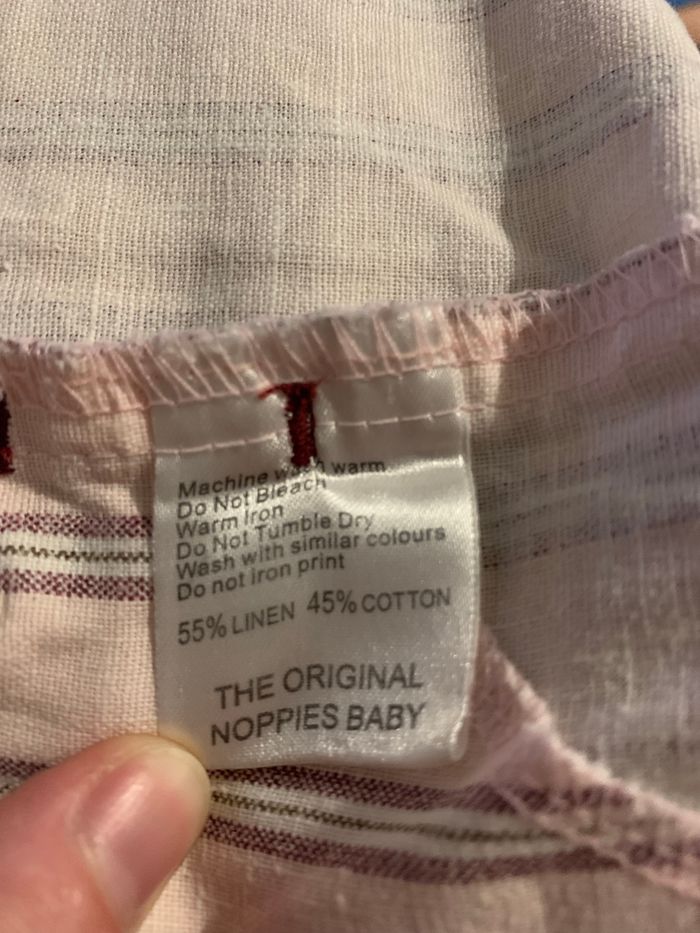 Machine wash warm
Do Not Bleach
Warm Iron
Do Not Tumble Dry
Wash with similar colours
Do not iron print
55% LINEN 45% COTTON
THE ORIGINAL
NOPPIES BABY